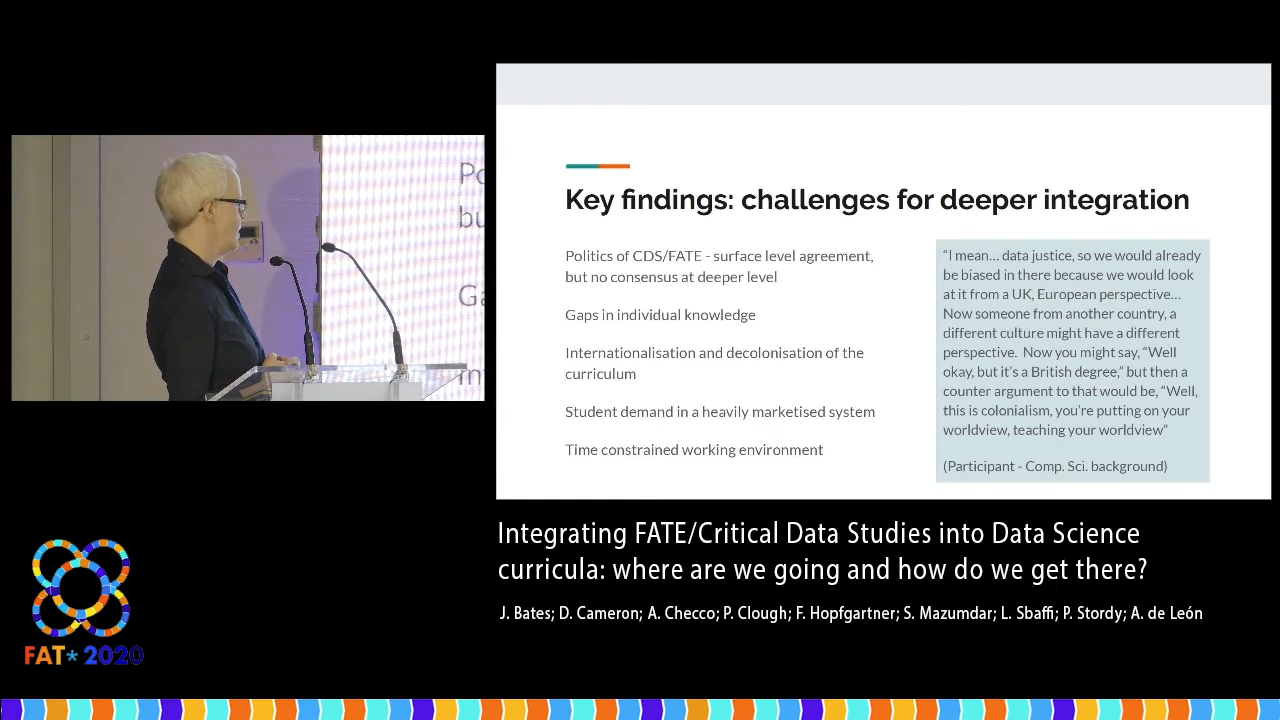 Po
bu
Ga
Key findings: challenges for deeper integration
Politics of CDS/FATE - surface level agreement,
but no consensus at deeper level
Gaps in individual knowledge
Internationalisation and decolonisation of the
curriculum
Student demand in a heavily marketised system
Time constrained working environment
“I mean... data justice, so we would already
be biased in there because we would look
at it from a UK, European perspective...
Now someone from another country, a
different culture might have a different
perspective. Now you might say, “Well
okay, but it's a British degree,” but then a
counter argument to that would be, “Well,
this is colonialism, you're putting on your
worldview, teaching your worldview”
(Participant - Comp. Sci. background)
Integrating FATE/Critical Data Studies into Data Science
curricula: where are we going and how do we get there?
J. Bates; D. Cameron; A. Checco; P. Clough; F. Hopfgartner; S. Mazumdar; L. Sbaffi; P. Stordy; A. de León
FAT* 2020